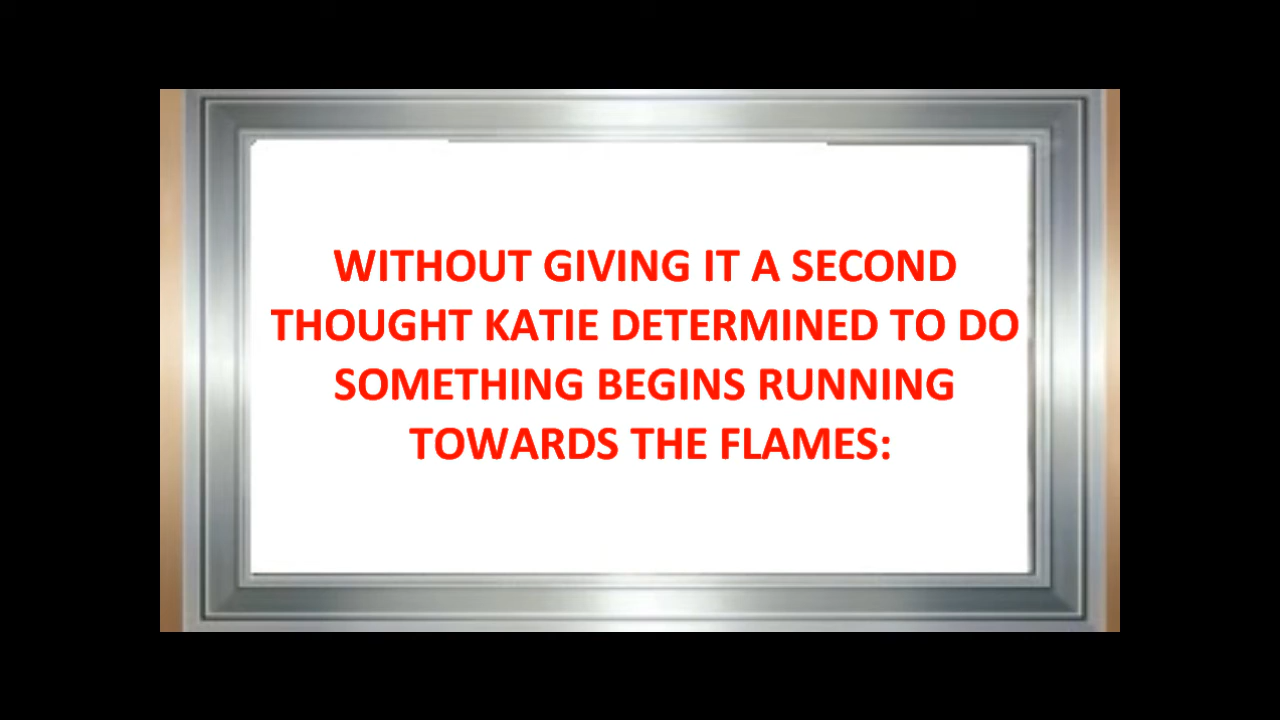 WITHOUT GIVING IT A SECOND
THOUGHT KATIE DETERMINED TO DO
SOMETHING BEGINS RUNNING
TOWARDS THE FLAMES: